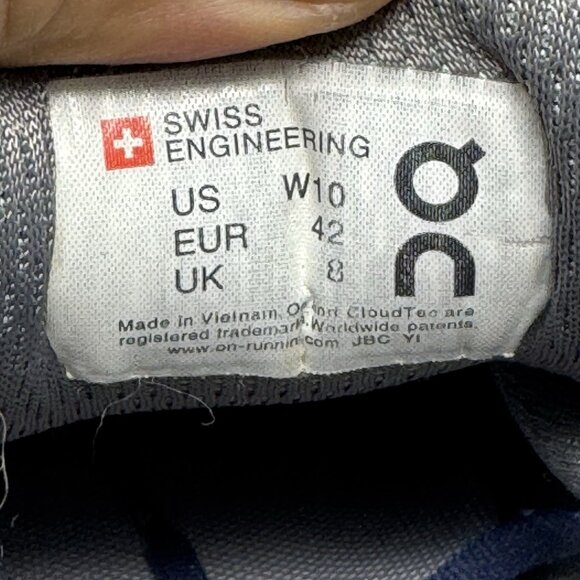 SWISS
ENGINEERING
US W10
EUR 42
UK 8
Made in Vietnam. On CloudTec are
registered trademark Worldwide patents.
www.on-runnin .com JBC YI